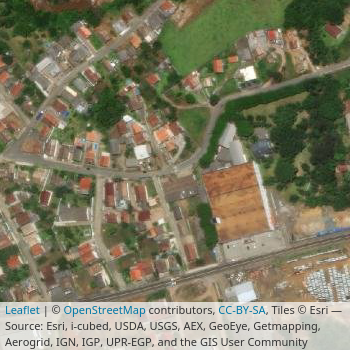 Leaflet | © OpenStreetMap contributors, CC-BY-SA, Tiles © Esri —
Source: Esri, i-cubed, USDA, USGS, AEX, GeoEye, Getmapping,
Aerogrid, IGN, IGP, UPR-EGP, and the GIS User Community